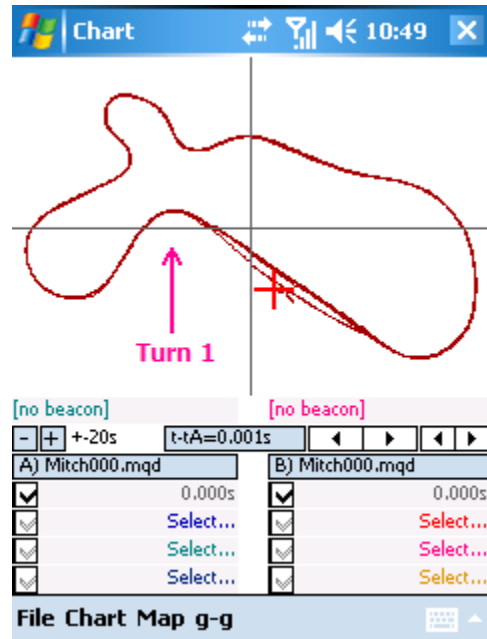 Chart 10:49
Turn 1
[no beacon] [no beacon]
- + +-20s t-tA=0.001s
A) Mitch000.mqd B) Mitch000.mqd
0.000s 0.000s
Select... Select...
Select... Select...
Select... Select...
File Chart Map g-g